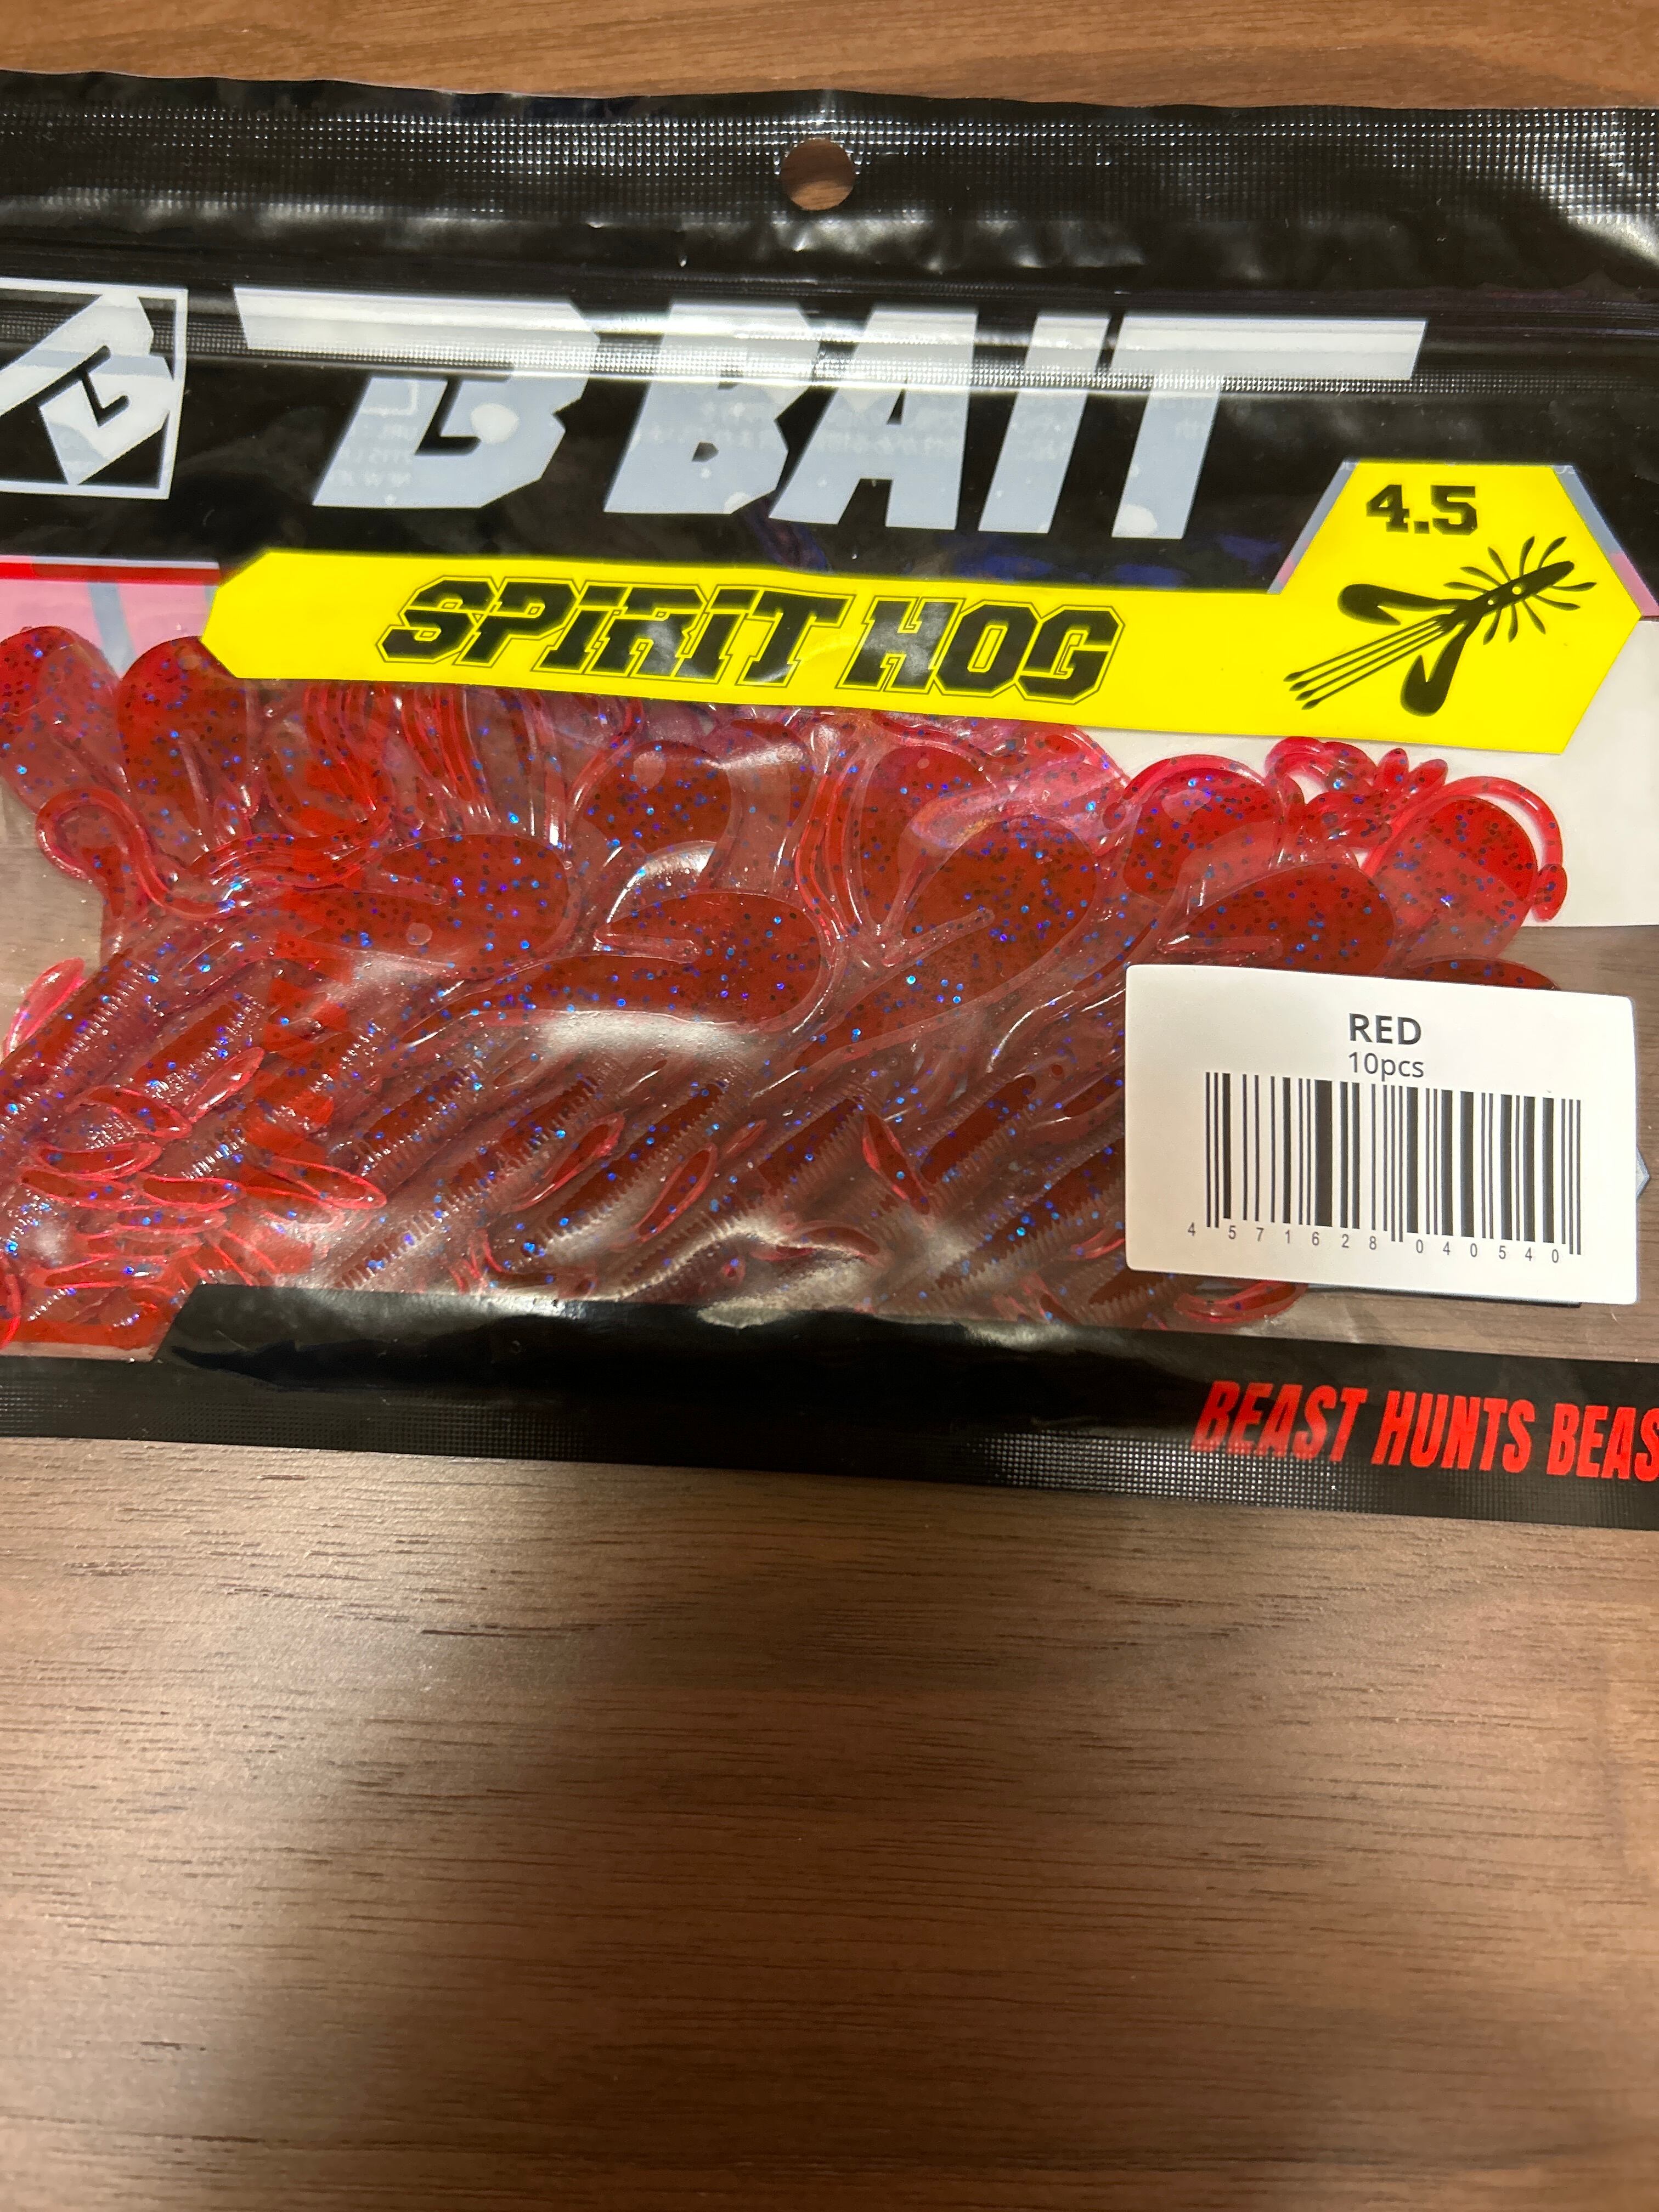 B BAIT
4.5
SPIRIT HOG
RED
10pcs
4 571628 040540
BEAST HUNTS BEAS